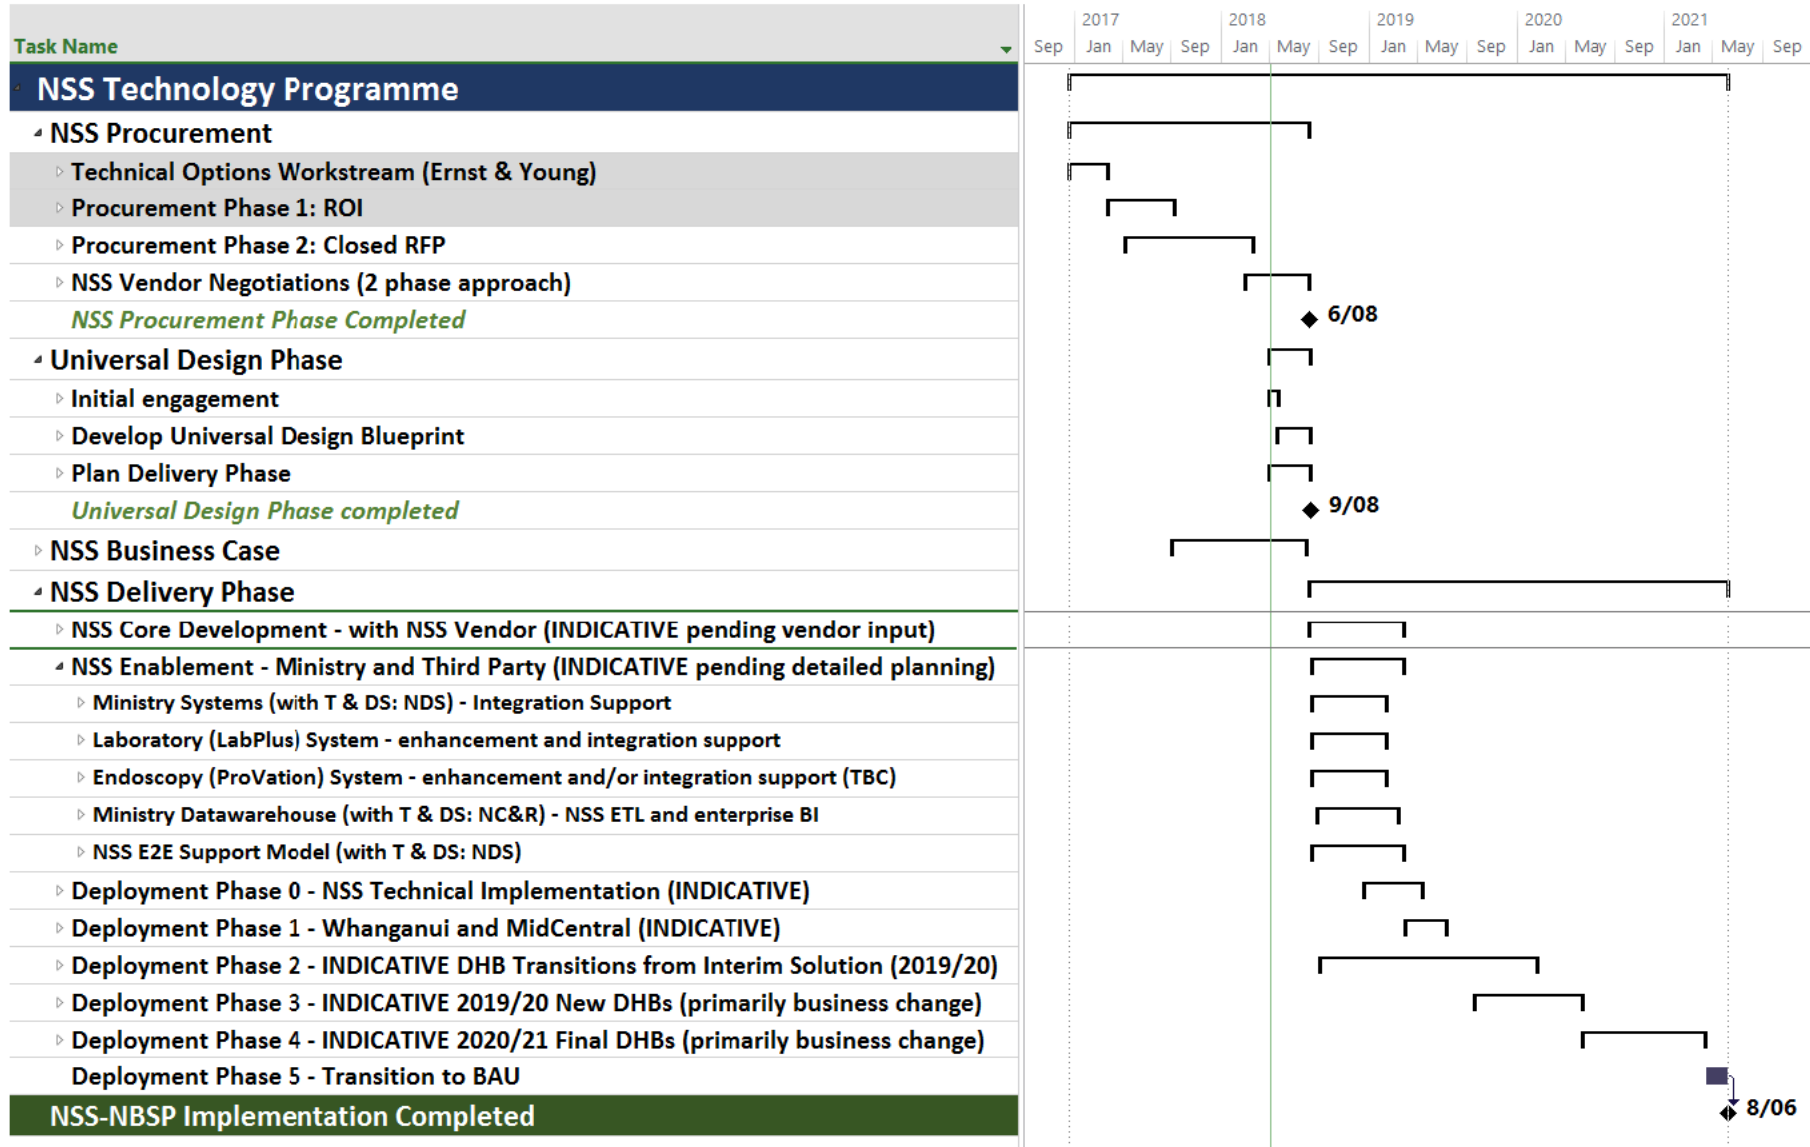 2017 2018 2019 2020 2021
Task Name Sep Jan May Sep Jan May Sep Jan May Sep Jan May Sep Jan May Sep
NSS Technology Programme
NSS Procurement
Technical Options Workstream (Ernst & Young)
Procurement Phase 1: ROI
Procurement Phase 2: Closed RFP
NSS Vendor Negotiations (2 phase approach)
NSS Procurement Phase Completed 6/08
Universal Design Phase
Initial engagement
Develop Universal Design Blueprint
Plan Delivery Phase
Universal Design Phase completed 9/08
NSS Business Case
NSS Delivery Phase
NSS Core Development - with NSS Vendor (INDICATIVE pending vendor input)
NSS Enablement - Ministry and Third Party (INDICATIVE pending detailed planning)
Ministry Systems (with T & DS: NDS) - Integration Support
Laboratory (LabPlus) System - enhancement and integration support
Endoscopy (ProVation) System - enhancement and/or integration support (TBC)
Ministry Datawarehouse (with T & DS: NC&R) - NSS ETL and enterprise BI
NSS E2E Support Model (with T & DS: NDS)
Deployment Phase 0 - NSS Technical Implementation (INDICATIVE)
Deployment Phase 1 - Whanganui and MidCentral (INDICATIVE)
Deployment Phase 2 - INDICATIVE DHB Transitions from Interim Solution (2019/20)
Deployment Phase 3 - INDICATIVE 2019/20 New DHBs (primarily business change)
Deployment Phase 4 - INDICATIVE 2020/21 Final DHBs (primarily business change)
Deployment Phase 5 - Transition to BAU
NSS-NBSP Implementation Completed 8/06